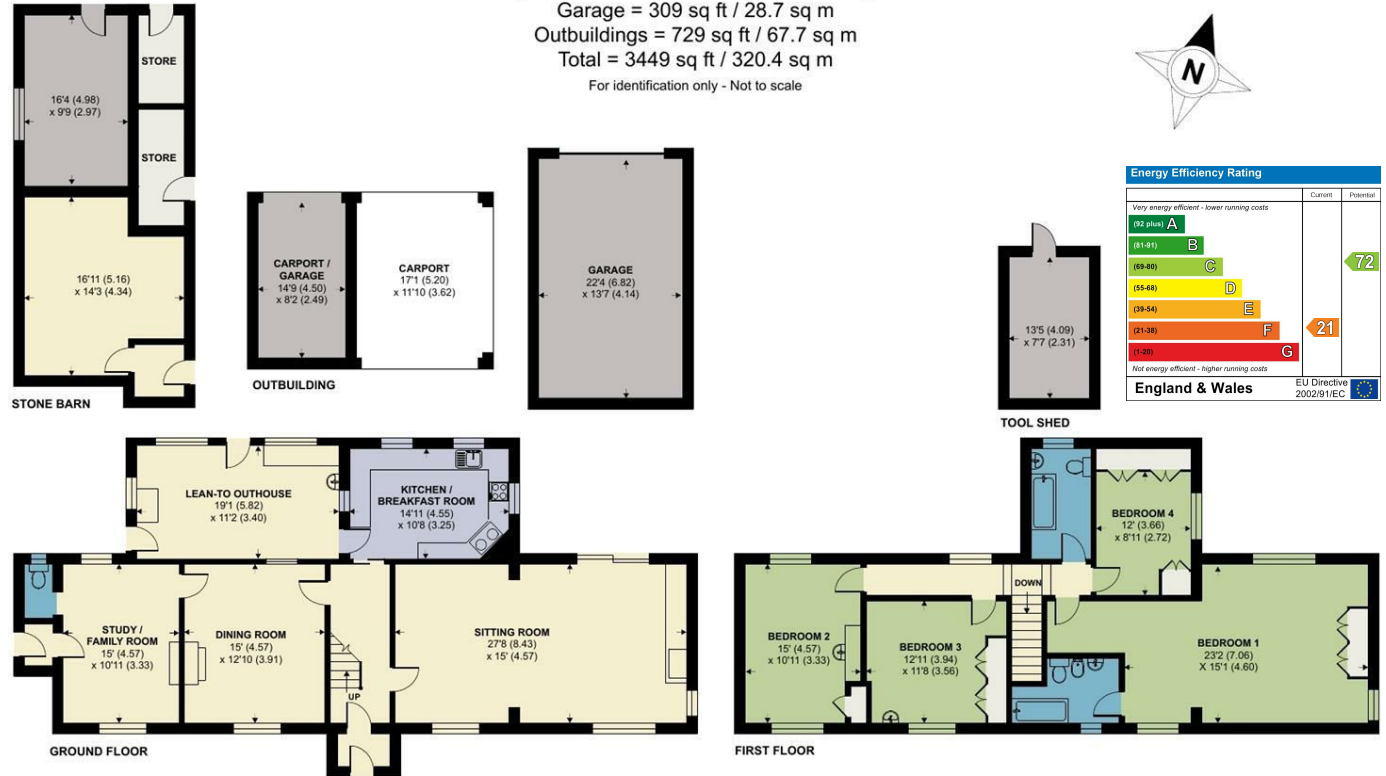 Garage = 309 sq ft / 28.7 sq m
Outbuildings = 729 sq ft / 67.7 sq m
Total = 3449 sq ft / 320.4 sq m
For identification only - Not to scale
N
STORE
16'4 (4.98)
x 9'9 (2.97)
STORE
16'11 (5.16)
x 14'3 (4.34)
STONE BARN
CARPORT /
GARAGE
14'9 (4.50)
x 8'2 (2.49)
CARPORT
17'1 (5.20)
x 11'10 (3.62)
OUTBUILDING
GARAGE
22'4 (6.82)
x 13'7 (4.14)
13'5 (4.09)
x 7'7 (2.31)
TOOL SHED
Energy Efficiency Rating
Current
Potential
Very energy efficient - lower running costs
(92 plus) A
(81-91) B
(69-80) C
(55-68) D
(39-54) E
(21-38) F
(1-20) G
72
21
Not energy efficient - higher running costs
England & Wales
EU Directive
2002/91/EC
LEAN-TO OUTHOUSE
19'1 (5.82)
x 11'2 (3.40)
KITCHEN /
BREAKFAST ROOM
14'11 (4.55)
x 10'8 (3.25)
STUDY /
FAMILY ROOM
15' (4.57)
x 10'11 (3.33)
DINING ROOM
15' (4.57)
x 12'10 (3.91)
UP
SITTING ROOM
27'8 (8.43)
x 15' (4.57)
GROUND FLOOR
BEDROOM 4
12' (3.66)
x 8'11 (2.72)
DOWN
BEDROOM 2
15' (4.57)
x 10'11 (3.33)
BEDROOM 3
12'11 (3.94)
x 11'8 (3.56)
BEDROOM 1
23'2 (7.06)
X 15'1 (4.60)
FIRST FLOOR